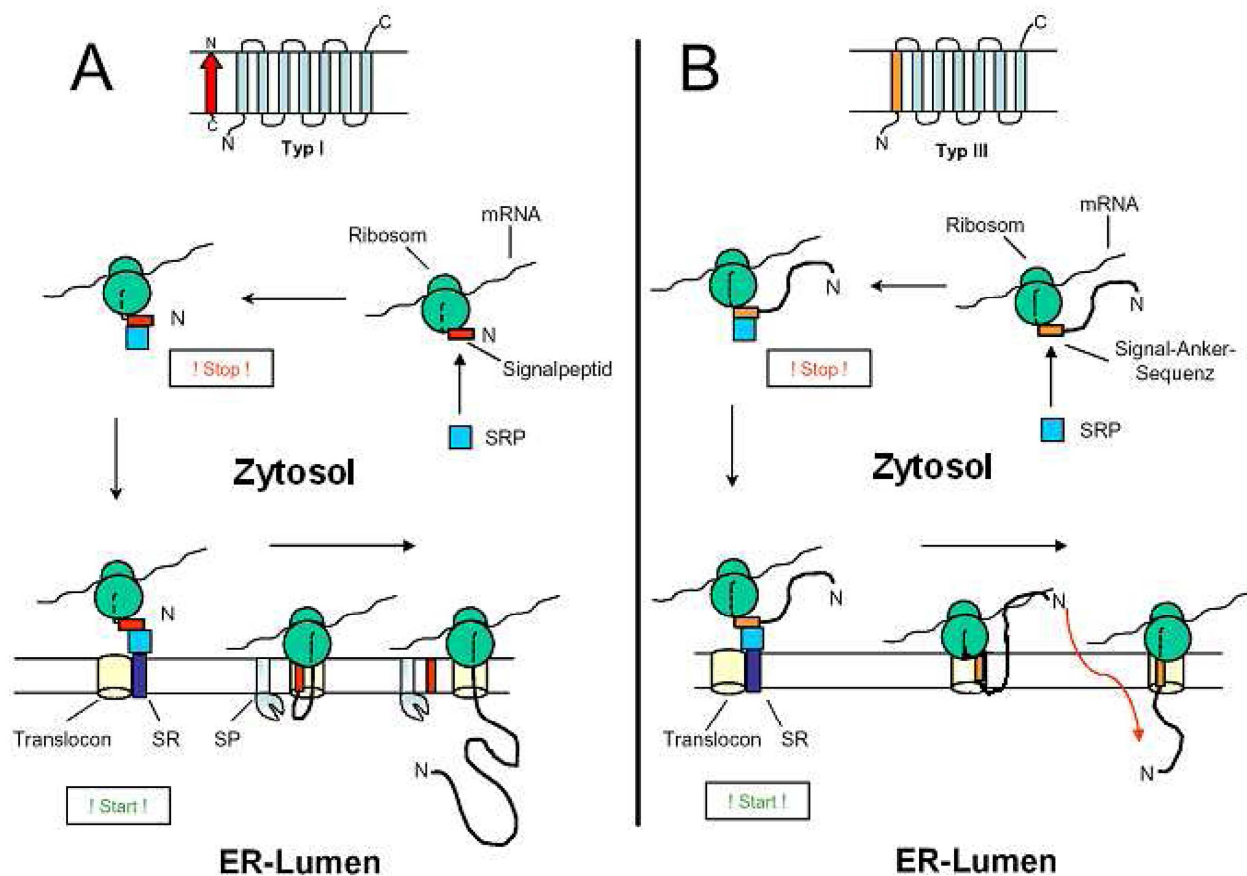 A
N
C
C
N
Typ I
mRNA
Ribosom
N
N
! Stop !
Signalpeptid
SRP
Zytosol
N
Translocon
SR
SP
N
! Start !
ER-Lumen
B
C
N
Typ III
mRNA
Ribosom
N
N
! Stop !
Signal-Anker-
Sequenz
SRP
Zytosol
N
N
Translocon
SR
N
! Start !
ER-Lumen